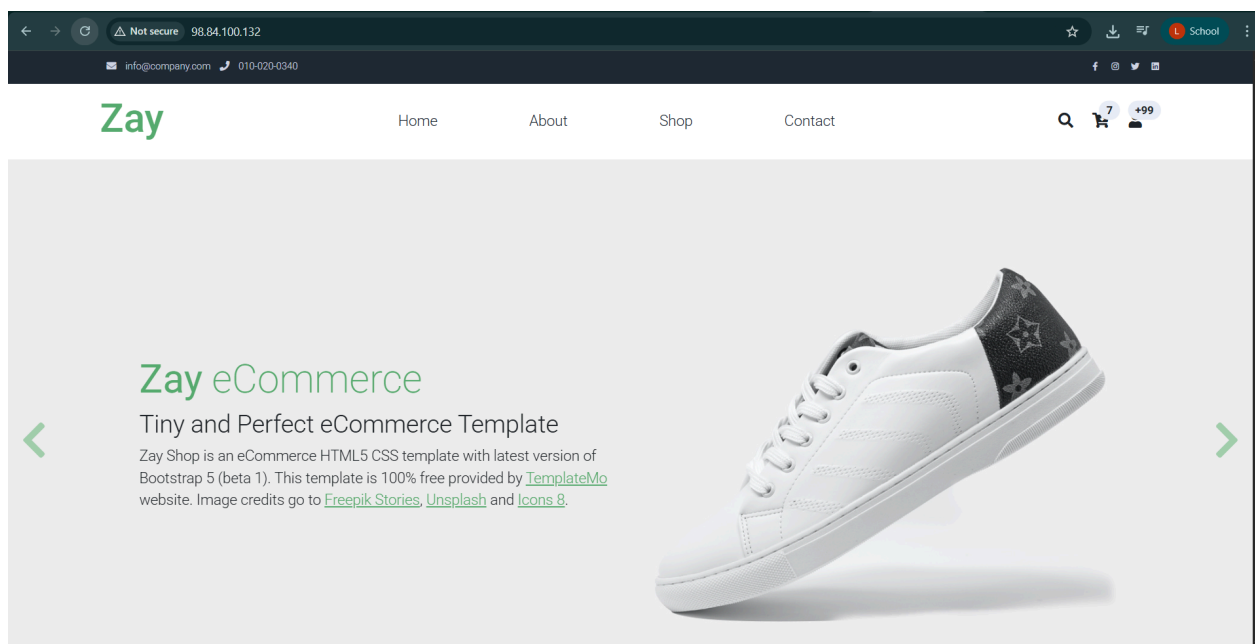 Not secure 98.84.100.132 L School
info@company.com 010-020-0340
Zay Home About Shop Contact 7 +99
Zay eCommerce
Tiny and Perfect eCommerce Template
Zay Shop is an eCommerce HTML5 CSS template with latest version of
Bootstrap 5 (beta 1). This template is 100% free provided by TemplateMo
website. Image credits go to Freepik Stories, Unsplash and Icons 8.